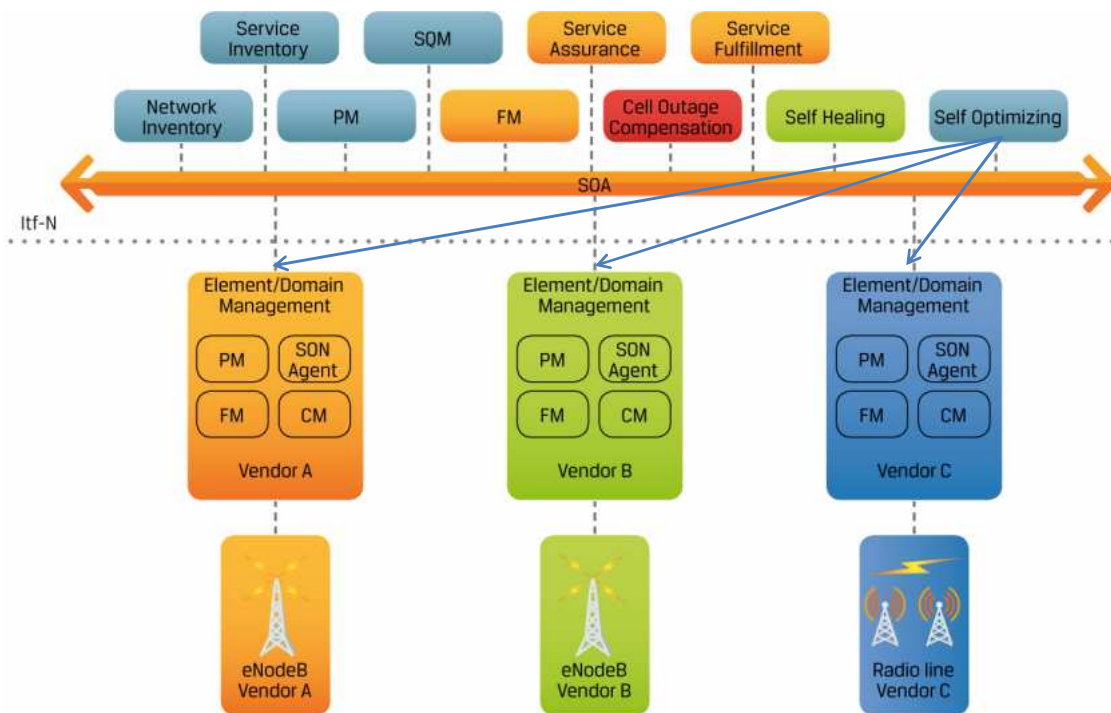 Service
Inventory
SQM
Service
Assurance
Service
Fulfillment
Network
Inventory
PM
FM
Cell Outage
Compensation
Self Healing
Self Optimizing
SOA
Itf-N
Element/Domain
Management
PM
SON
Agent
FM
CM
Vendor A
Element/Domain
Management
PM
SON
Agent
FM
CM
Vendor B
Element/Domain
Management
PM
SON
Agent
FM
CM
Vendor C
eNodeB
Vendor A
eNodeB
Vendor B
Radio line
Vendor C